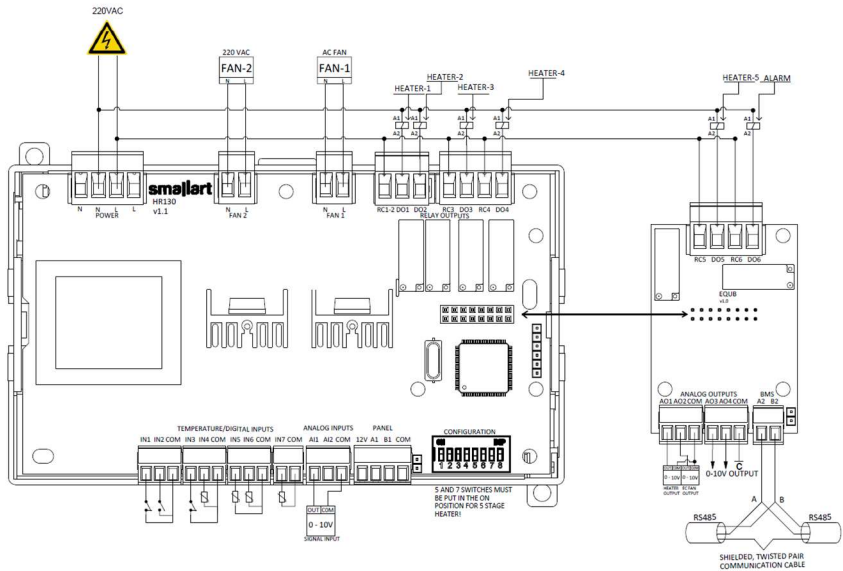 220VAC
220 VAC
FAN-2
N L
AC FAN
FAN-1
N L
HEATER-1
HEATER-2
HEATER-3
HEATER-4
HEATER-5
ALARM
A1
A2
A1
A2
A1
A2
A1
A2
A1
A2
smallart
HR130
v1.1
N N L L
POWER
N L
FAN 2
N L
FAN 1
RC1-2 DO1 DO2
RC3 DO3 RC4 DO4
RELAY OUTPUTS
RC5 DO5 RC6 DO6
EQUB
v1.0
TEMPERATURE/DIGITAL INPUTS
IN1 IN2 COM
IN3 IN4 COM
IN5 IN6 COM
IN7 COM
ANALOG INPUTS
AI1 AI2 COM
PANEL
12V A1 B1 COM
CONFIGURATION
ON DIP
1 2 3 4 5 6 7 8
5 AND 7 SWITCHES MUST
BE PUT IN THE ON
POSITION FOR 5 STAGE
HEATER!
OUT COM
0 - 10V
SIGNAL INPUT
ANALOG OUTPUTS
AO1 AO2 COM
AO3 AO4 COM
BMS
A2 B2
0 - 10V
0 - 10V
HEATER
OUTPUT
EC FAN
OUTPUT
C
0-10V OUTPUT
A B
RS485
RS485
SHIELDED, TWISTED PAIR
COMMUNICATION CABLE